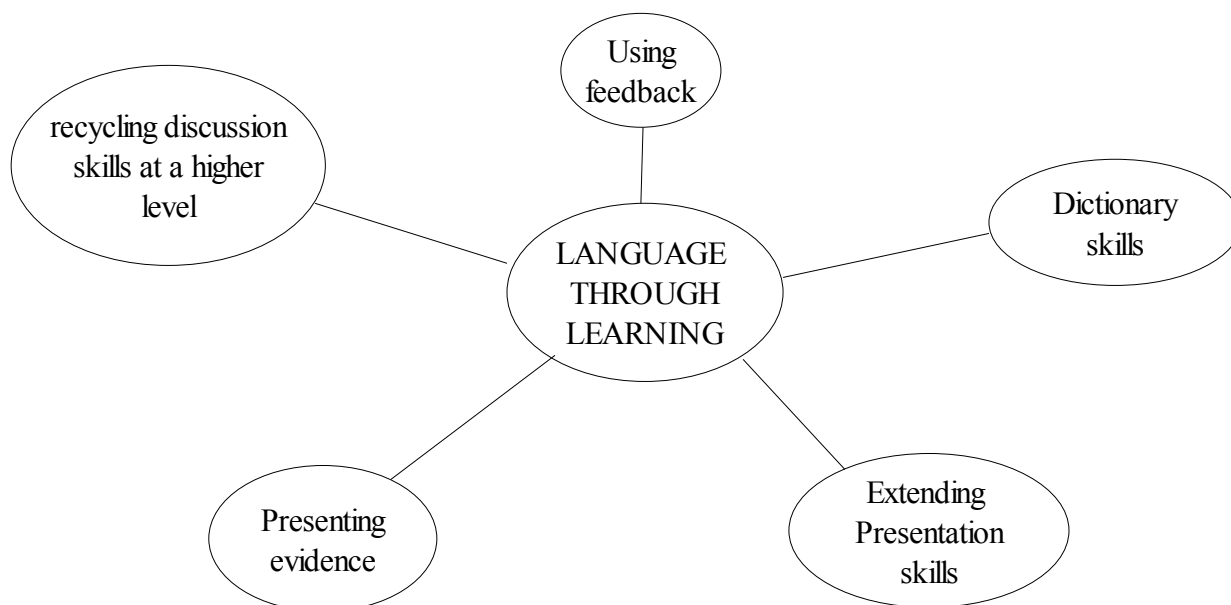 Using
feedback
recycling discussion
skills at a higher
level
Dictionary
skills
LANGUAGE
THROUGH
LEARNING
Presenting
evidence
Extending
Presentation
skills